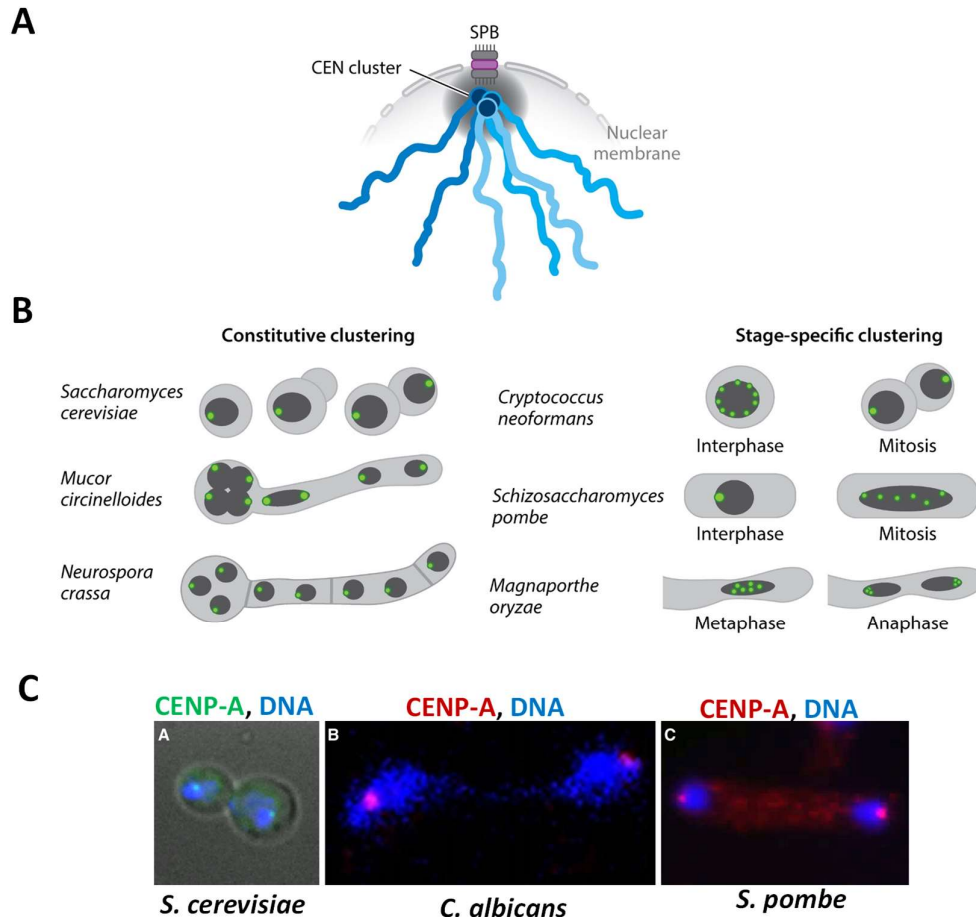 A
SPB
CEN cluster
Nuclear
membrane
B
Constitutive clustering
Stage-specific clustering
Saccharomyces
cerevisiae
Cryptococcus
neoformans
Interphase
Mitosis
Mucor
circinelloides
Schizosaccharomyces
pombe
Interphase
Mitosis
Neurospora
crassa
Magnaporthe
oryzae
Metaphase
Anaphase
C
CENP-A, DNA
CENP-A, DNA
CENP-A, DNA
A
B
C
S. cerevisiae
C. albicans
S. pombe